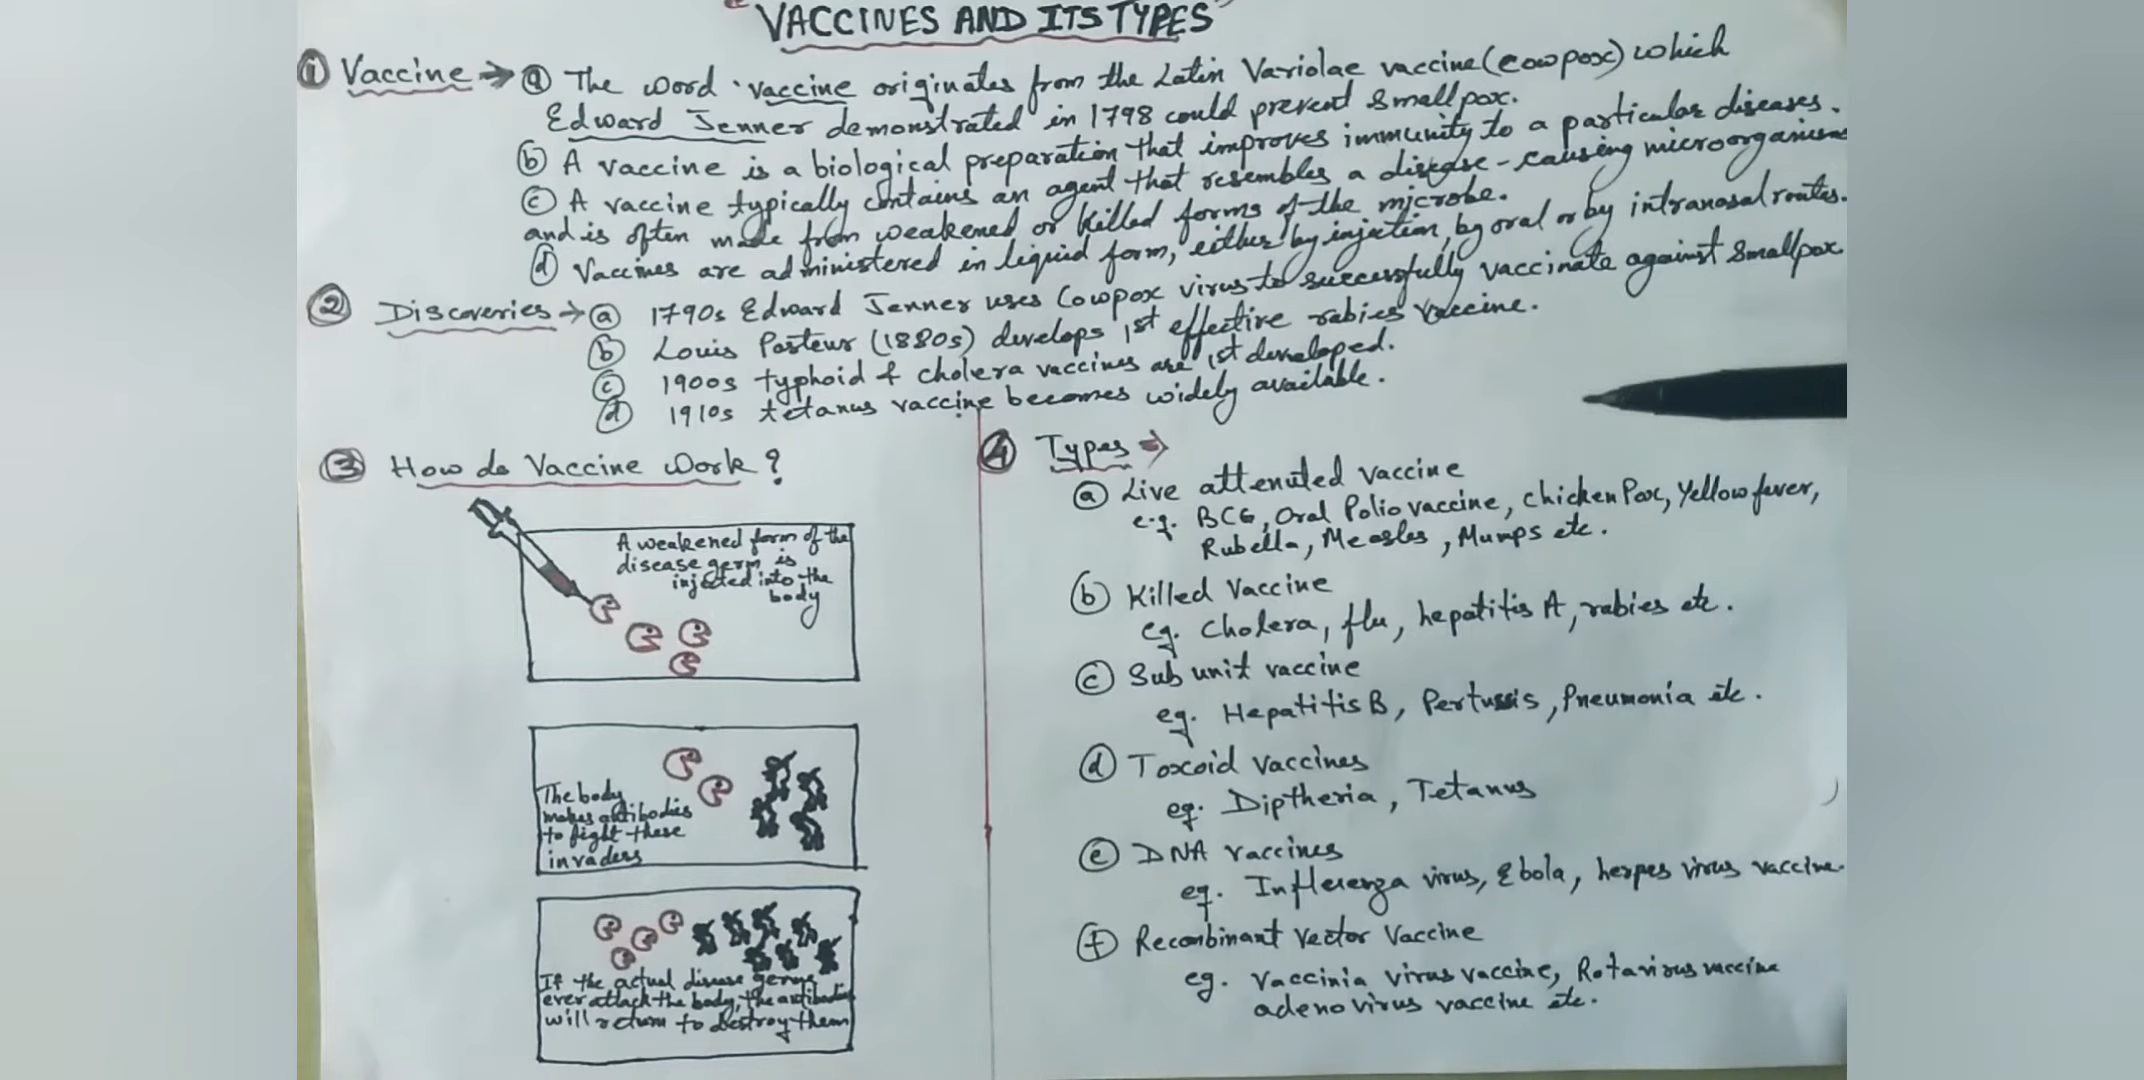 "VACCINES AND ITS TYPES"
① Vaccine → ⓐ The word 'vaccine originates from the Latin Variolae vaccine (cowpox) which
Edward Jenner demonstrated in 1798 could prevent smallpox.
ⓑ A vaccine is a biological preparation that improves immunity to a particular diseases.
ⓒ A vaccine typically contains an agent that resembles a disease-causing microorganisms
and is often made from weakened or killed forms of the microbe.
ⓓ Vaccines are administered in liquid form, either by injection, by oral or by intranasal routes.
② Discoveries → ⓐ 1790s Edward Jenner uses Cowpox virus to successfully vaccinate against smallpox
ⓑ Louis Pasteur (1880s) develops 1st effective rabies vaccine.
ⓒ 1900s typhoid & cholera vaccines are 1st developed.
ⓓ 1910s tetanus vaccine becomes widely available.
③ How do Vaccine Work?
A weakened form of the
disease germ is
injected into the
body
The body
makes antibodies
to fight these
invaders
If the actual disease germs
ever attack the body, the antibodies
will return to destroy them
④ Types ⇒
ⓐ Live attenuted vaccine
e.g. BCG, Oral Polio vaccine, chicken Pox, Yellow fever,
Rubella, Measles, Mumps etc.
ⓑ Killed Vaccine
eg. Cholera, flu, hepatitis A, rabies etc.
ⓒ Sub unit vaccine
eg. Hepatitis B, Pertussis, Pneumonia etc.
ⓓ Toxoid vaccines
eg. Diptheria, Tetanus
ⓔ DNA vaccines
eg. Influenza virus, Ebola, herpes virus vaccine.
ⓕ Recombinant vector Vaccine
eg. Vaccinia virus vaccine, Rotavirus vaccine
adenovirus vaccine etc.